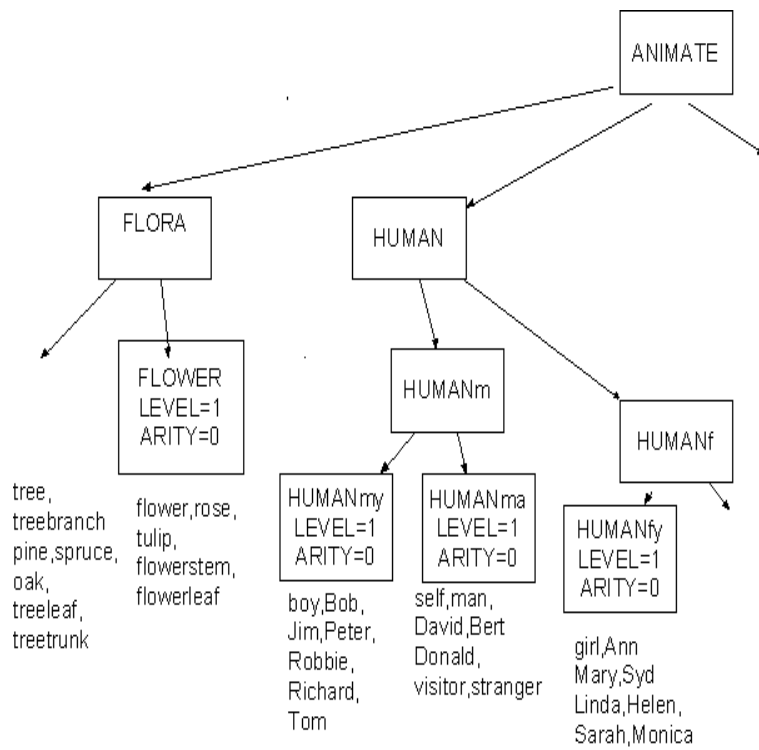 ANIMATE
FLORA
HUMAN
FLOWER
LEVEL=1
ARITY=0
HUMANm
HUMANf
tree,
treebranch
pine,spruce,
oak,
treeleaf,
treetrunk
flower,rose,
tulip,
flowerstem,
flowerleaf
HUMANmy
LEVEL=1
ARITY=0
HUMANma
LEVEL=1
ARITY=0
HUMANfy
LEVEL=1
ARITY=0
boy,Bob,
Jim,Peter,
Robbie,
Richard,
Tom
self,man,
David,Bert
Donald,
visitor,stranger
girl,Ann
Mary,Syd
Linda,Helen,
Sarah,Monica